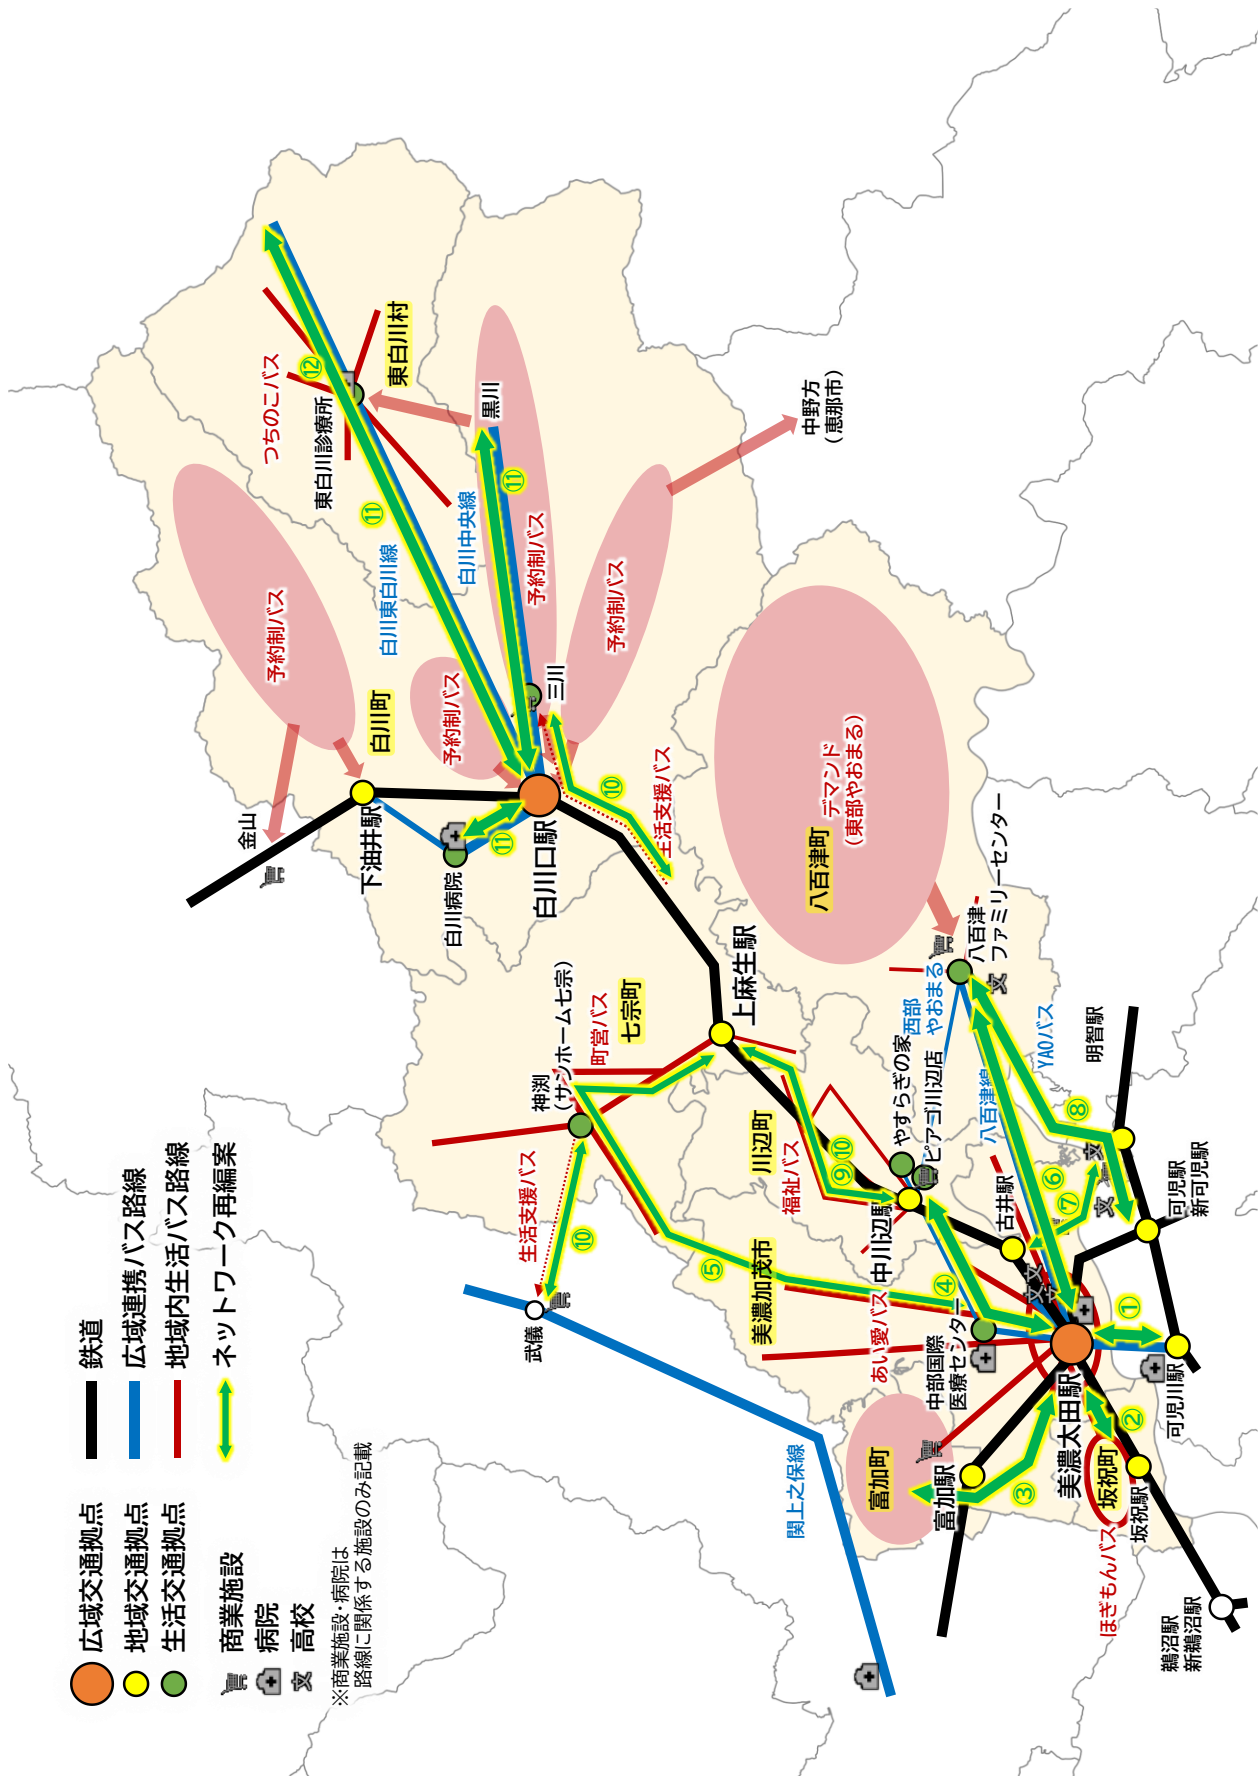 広域交通拠点
地域交通拠点
生活交通拠点
商業施設
病院
高校
※商業施設・病院は
路線に関係する施設のみ記載
鉄道
広域連携バス路線
地域内生活バス路線
ネットワーク再編案
金山
予約制バス
下油井駅
白川町
白川病院
⑪
白川口駅
予約制バス
白川東白川線
⑪
つちのこバス
⑫
東白川診療所
東白川村
白川中央線
黒川
⑪
予約制バス
三川
予約制バス
中野方
(恵那市)
⑩
生活支援バス
武儀
生活支援バス
⑩
神渕
(サンホーム七宗)
町営バス
七宗町
上麻生駅
関上之保線
⑤
美濃加茂市
川辺町
福祉バス
⑨⑩
中川辺駅
やすらぎの家
ピアゴ川辺店
西部
やおまる
八百津町
デマンド
(東部やおまる)
八百津
ファミリーセンター
八百津線
YAOバス
明智駅
⑧
⑥
⑦
古井駅
可児駅
新可児駅
あい愛バス
④
中部国際
医療センター
富加町
富加駅
③
美濃太田駅
①
可児川駅
②
坂祝町
坂祝駅
ほぎもんバス
鵜沼駅
新鵜沼駅